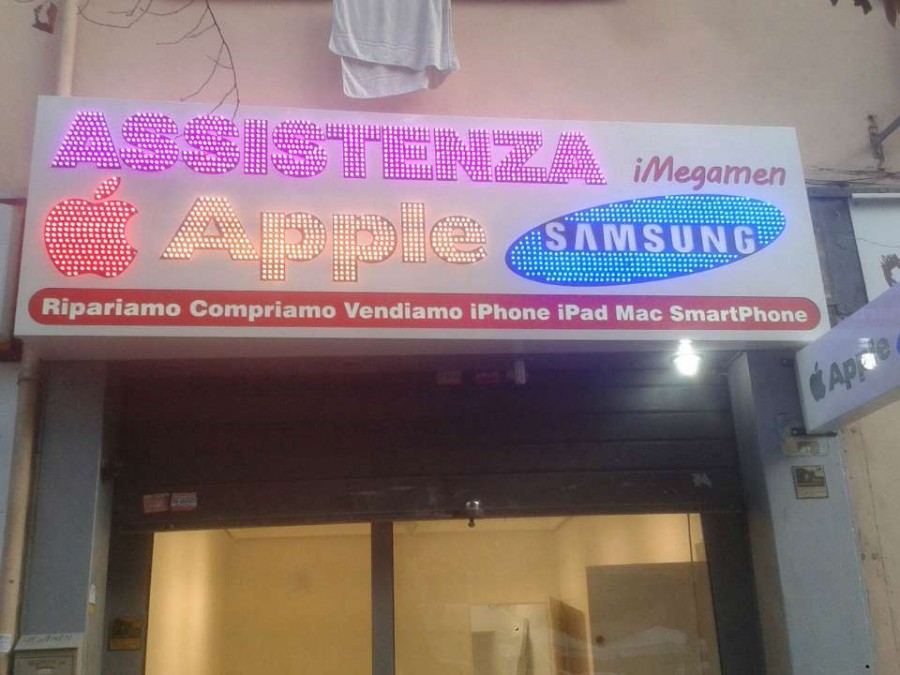 ASSISTENZA
iMegamen
Apple
SAMSUNG
Ripariamo Compriamo Vendiamo iPhone iPad Mac SmartPhone
Apple